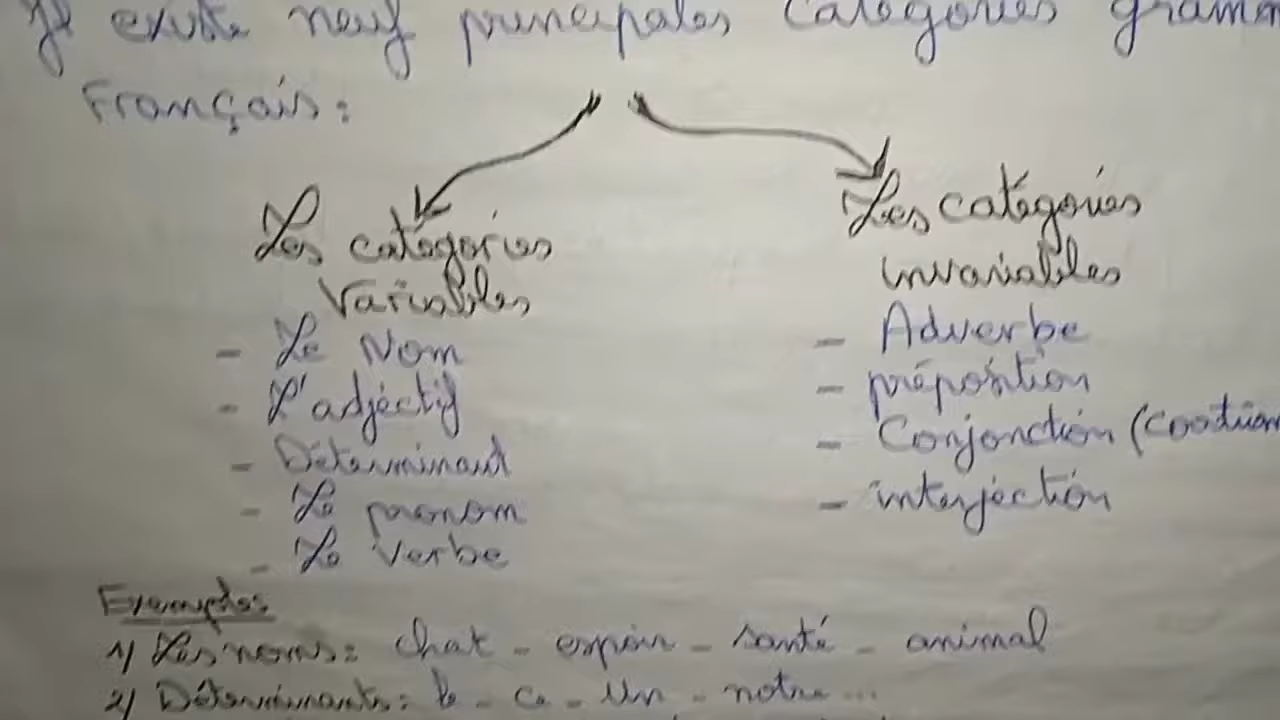 Il existe neuf principales catégories gramm
Français:
Les catégories
Variables
- Le Nom
- L'adjectif
- Déterminant
- Le pronom
- Le Verbe
Les catégories
invariables
- Adverbe
- préposition
- Conjonction (
- interjection
Exemples
1) Les noms: chat - espoir - santé - animal
2) Déterminants: le - ce - Un - notre...